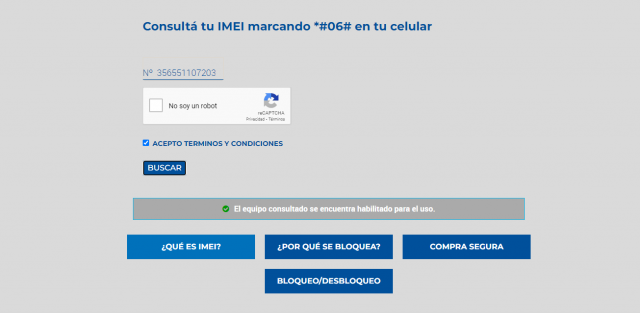 Consultá tu IMEI marcando *#06# en tu celular
Nº 356551107203
No soy un robot
reCAPTCHA
Privacidad - Términos
ACEPTO TERMINOS Y CONDICIONES
BUSCAR
El equipo consultado se encuentra habilitado para el uso.
¿QUÉ ES IMEI?
¿POR QUÉ SE BLOQUEA?
COMPRA SEGURA
BLOQUEO/DESBLOQUEO